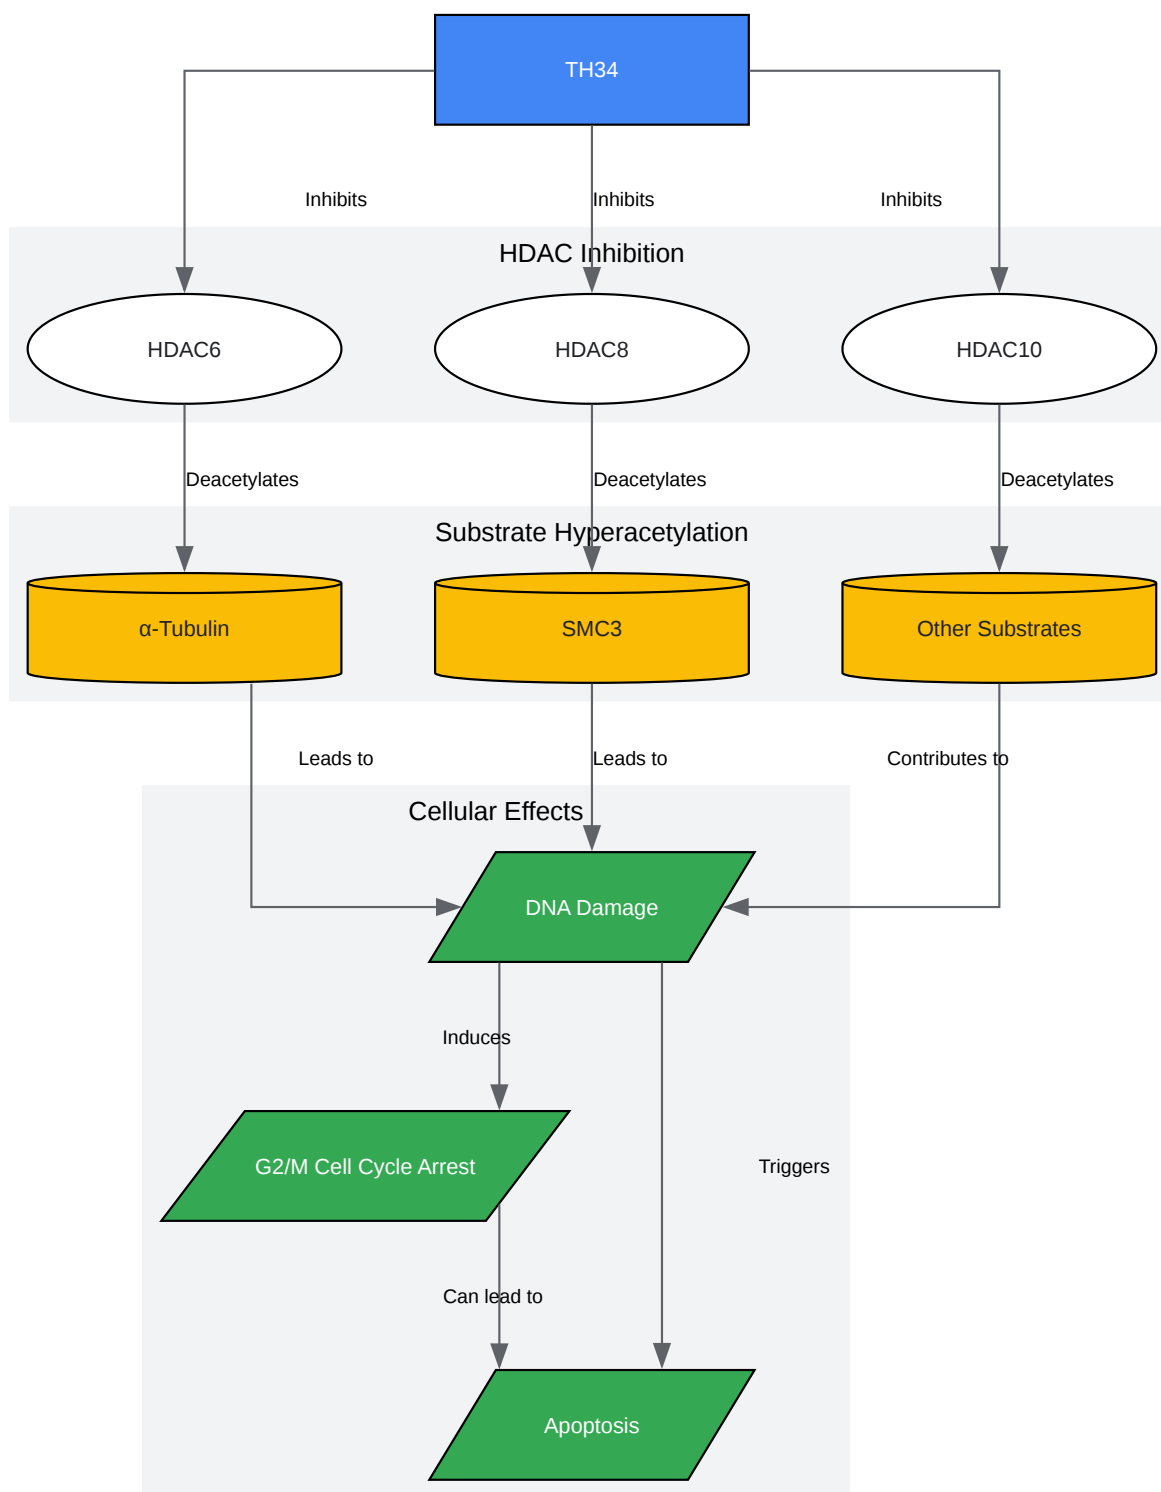 TH34
Inhibits
Inhibits
Inhibits
HDAC Inhibition
HDAC6
HDAC8
HDAC10
Deacetylates
Deacetylates
Deacetylates
Substrate Hyperacetylation
α-Tubulin
SMC3
Other Substrates
Leads to
Leads to
Contributes to
Cellular Effects
DNA Damage
Induces
G2/M Cell Cycle Arrest
Triggers
Can lead to
Apoptosis